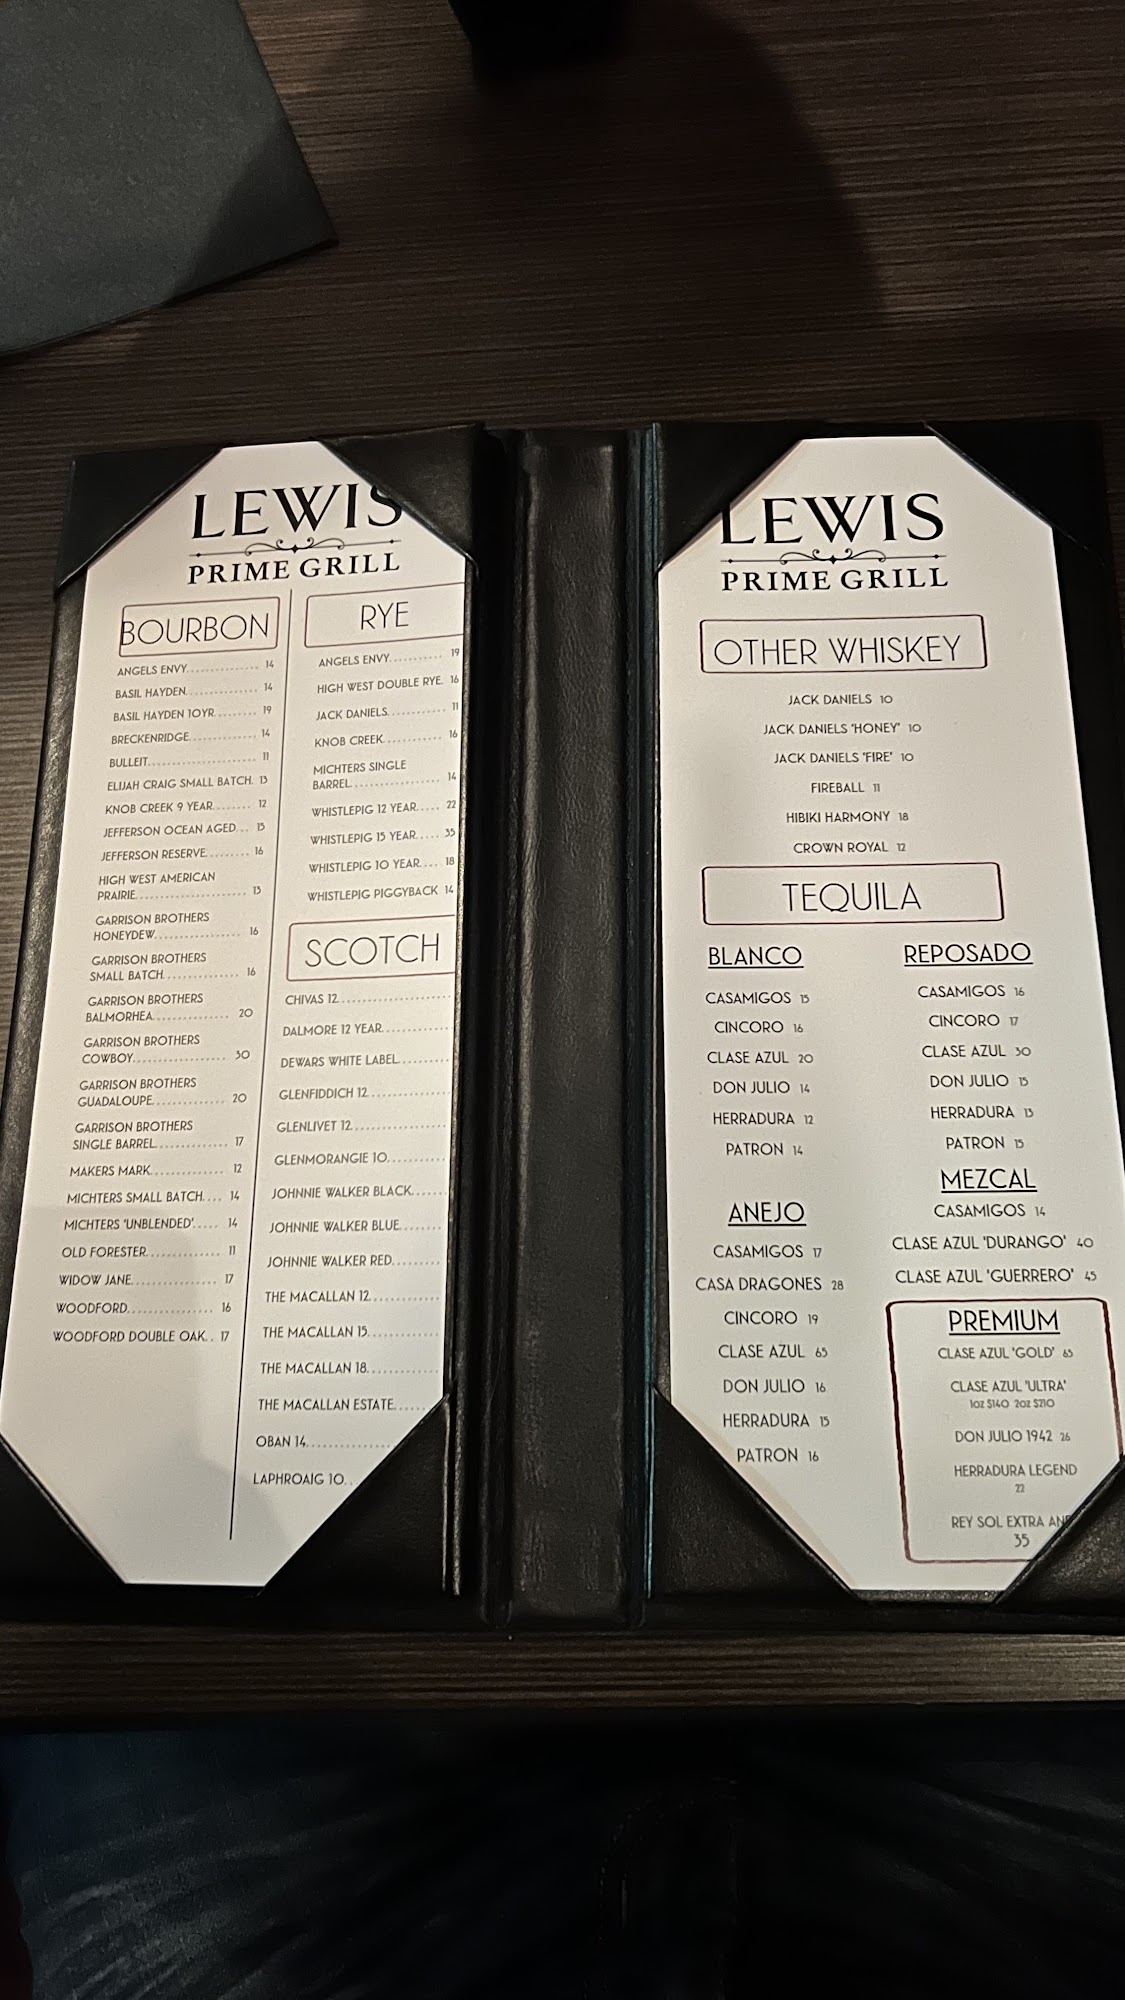 LEWIS
PRIME GRILL
BOURBON
ANGELS ENVY................ 14
BASIL HAYDEN................ 14
BASIL HAYDEN 10YR......... 19
BRECKENRIDGE............... 14
BULLEIT........................... 11
ELIJAH CRAIG SMALL BATCH. 13
KNOB CREEK 9 YEAR........ 12
JEFFERSON OCEAN AGED... 15
JEFFERSON RESERVE......... 16
HIGH WEST AMERICAN
PRAIRIE........................ 13
GARRISON BROTHERS
HONEYDEW.................. 16
GARRISON BROTHERS
SMALL BATCH................ 16
GARRISON BROTHERS
BALMORHEA................ 20
GARRISON BROTHERS
COWBOY.................... 30
GARRISON BROTHERS
GUADALOUPE.............. 20
GARRISON BROTHERS
SINGLE BARREL............. 17
MAKERS MARK.............. 12
MICHTERS SMALL BATCH.... 14
MICHTERS 'UNBLENDED'..... 14
OLD FORESTER.............. 11
WIDOW JANE................ 17
WOODFORD................. 16
WOODFORD DOUBLE OAK.. 17
RYE
ANGELS ENVY........... 19
HIGH WEST DOUBLE RYE. 16
JACK DANIELS............ 11
KNOB CREEK............ 16
MICHTERS SINGLE
BARREL.................. 14
WHISTLEPIG 12 YEAR..... 22
WHISTLEPIG 15 YEAR..... 35
WHISTLEPIG 10 YEAR.... 18
WHISTLEPIG PIGGYBACK 14
SCOTCH
CHIVAS 12......................
DALMORE 12 YEAR.............
DEWARS WHITE LABEL..........
GLENFIDDICH 12................
GLENLIVET 12...................
GLENMORANGIE 10............
JOHNNIE WALKER BLACK......
JOHNNIE WALKER BLUE........
JOHNNIE WALKER RED.........
THE MACALLAN 12.............
THE MACALLAN 15.............
THE MACALLAN 18.............
THE MACALLAN ESTATE........
OBAN 14.................
LAPHROAIG 10...
LEWIS
PRIME GRILL
OTHER WHISKEY
JACK DANIELS 10
JACK DANIELS 'HONEY' 10
JACK DANIELS 'FIRE' 10
FIREBALL 11
HIBIKI HARMONY 18
CROWN ROYAL 12
TEQUILA
BLANCO
CASAMIGOS 15
CINCORO 16
CLASE AZUL 20
DON JULIO 14
HERRADURA 12
PATRON 14
ANEJO
CASAMIGOS 17
CASA DRAGONES 28
CINCORO 19
CLASE AZUL 65
DON JULIO 16
HERRADURA 15
PATRON 16
REPOSADO
CASAMIGOS 16
CINCORO 17
CLASE AZUL 30
DON JULIO 15
HERRADURA 13
PATRON 15
MEZCAL
CASAMIGOS 14
CLASE AZUL 'DURANGO' 40
CLASE AZUL 'GUERRERO' 45
PREMIUM
CLASE AZUL 'GOLD' 65
CLASE AZUL 'ULTRA'
1OZ $140 2OZ $210
DON JULIO 1942 26
HERRADURA LEGEND
22
REY SOL EXTRA
35